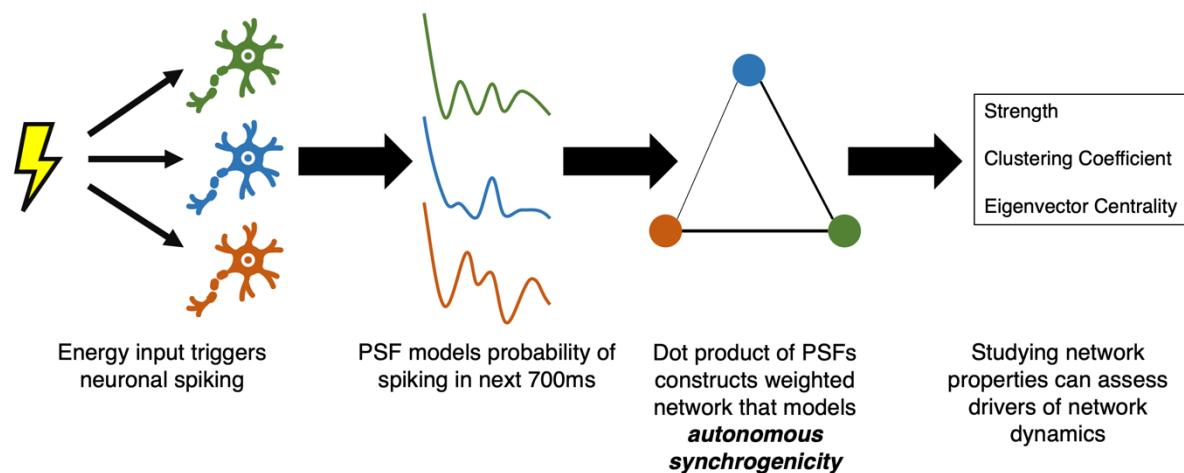 Strength
Clustering Coefficient
Eigenvector Centrality
Energy input triggers
neuronal spiking
PSF models probability of
spiking in next 700ms
Dot product of PSFs
constructs weighted
network that models
autonomous
synchrogenicity
Studying network
properties can assess
drivers of network
dynamics